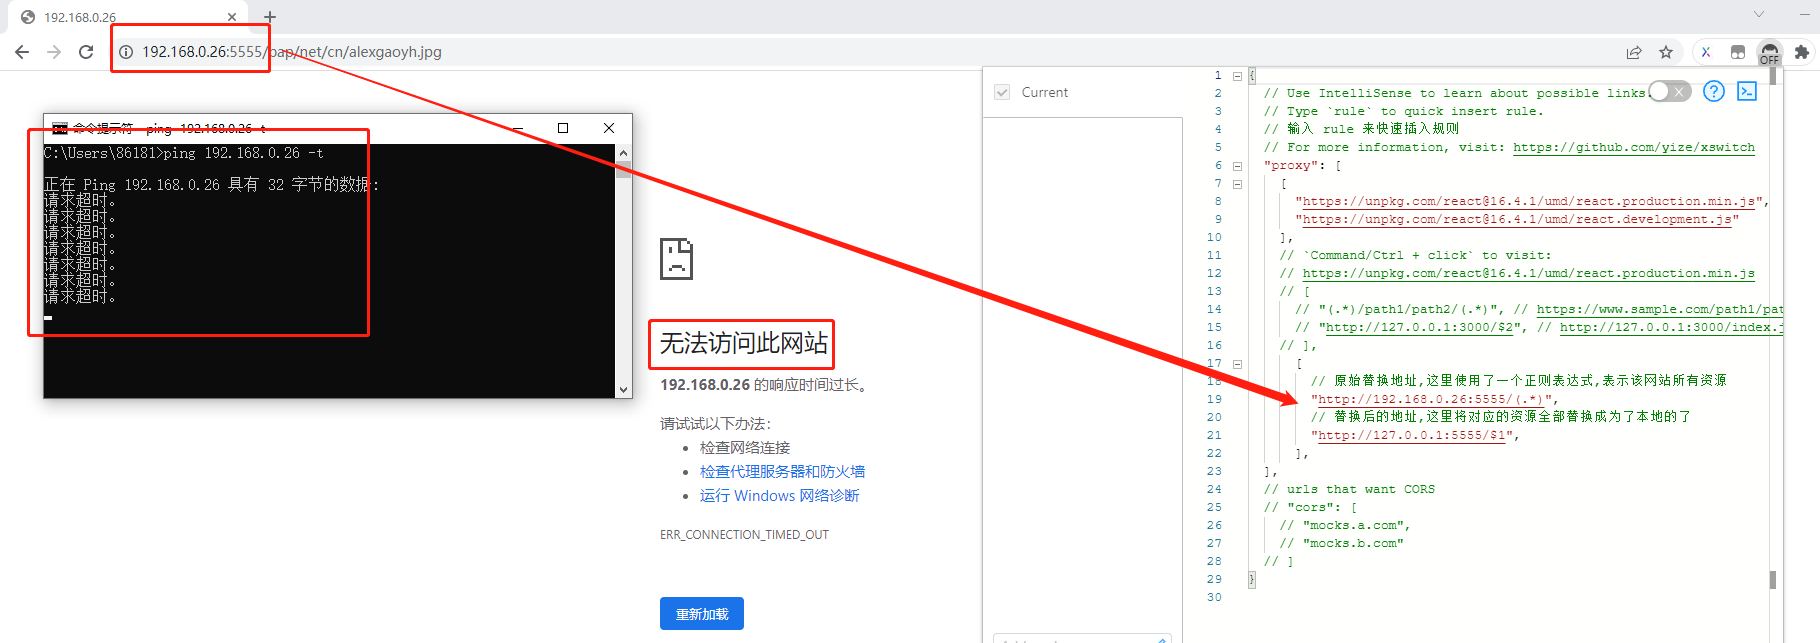 192.168.0.26
192.168.0.26:5555/pap/net/cn/alexgaoyh.jpg
OFF
命令提示符 - ping 192.168.0.26 -t
C:\Users\86181>ping 192.168.0.26 -t
正在 Ping 192.168.0.26 具有 32 字节的数据:
请求超时。
请求超时。
请求超时。
请求超时。
请求超时。
请求超时。
请求超时。
无法访问此网站
192.168.0.26 的响应时间过长。
请试试以下办法：
检查网络连接
检查代理服务器和防火墙
运行 Windows 网络诊断
ERR_CONNECTION_TIMED_OUT
重新加载
Current
1 {
2 // Use IntelliSense to learn about possible links.
3 // Type `rule` to quick insert rule.
4 // 输入 rule 来快速插入规则
5 // For more information, visit: https://github.com/yize/xswitch
6 "proxy": [
7 [
8 "https://unpkg.com/react@16.4.1/umd/react.production.min.js",
9 "https://unpkg.com/react@16.4.1/umd/react.development.js"
10 ],
11 // `Command/Ctrl + click` to visit:
12 // https://unpkg.com/react@16.4.1/umd/react.production.min.js
13 // [
14 // "(.*)/path1/path2/(.*)", // https://www.sample.com/path1/pat
15 // "http://127.0.0.1:3000/$2", // http://127.0.0.1:3000/index.j
16 // ],
17 [
18 // 原始替换地址,这里使用了一个正则表达式,表示该网站所有资源
19 "http://192.168.0.26:5555/(.*)",
20 // 替换后的地址,这里将对应的资源全部替换成为了本地的了
21 "http://127.0.0.1:5555/$1",
22 ],
23 ],
24 // urls that want CORS
25 // "cors": [
26 // "mocks.a.com",
27 // "mocks.b.com"
28 // ]
29 }
30